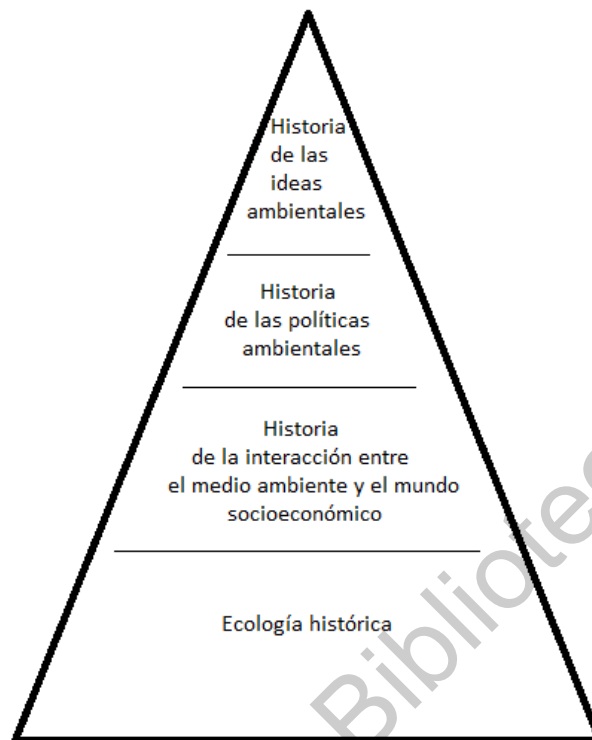 Historia
de las
ideas
ambientales
Historia
de las políticas
ambientales
Historia
de la interacción entre
el medio ambiente y el mundo
socioeconómico
Ecología histórica